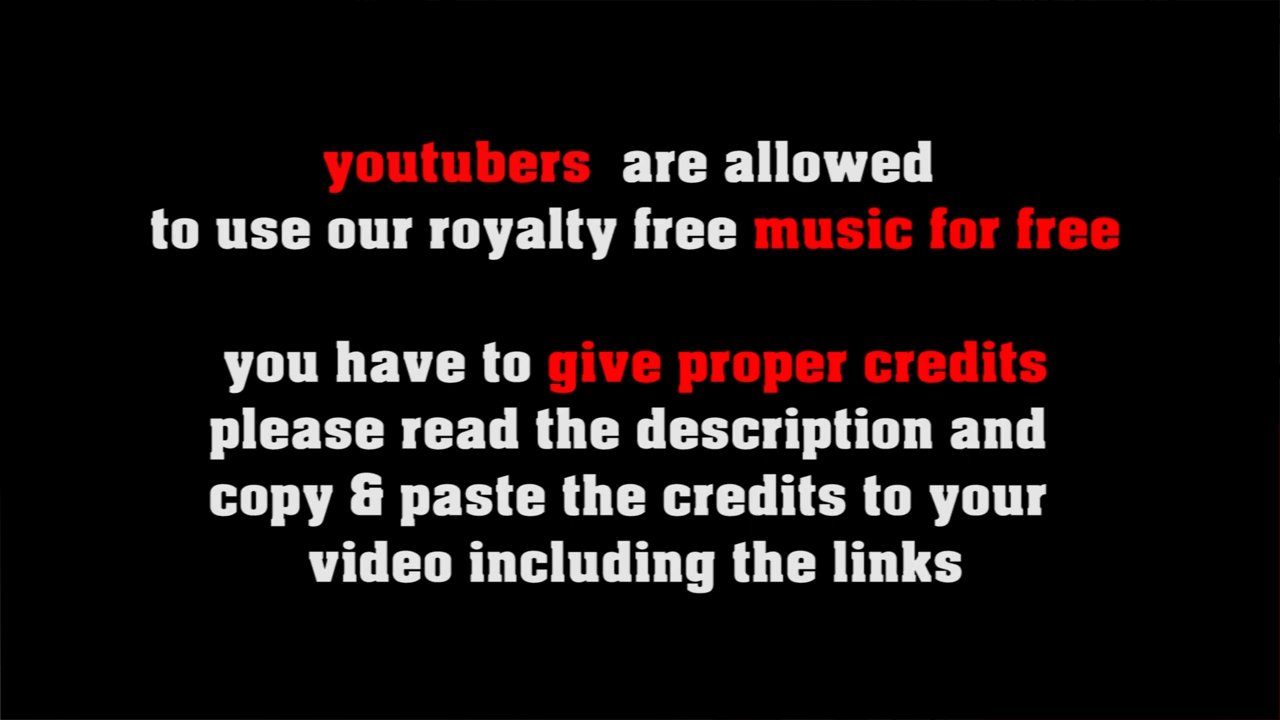 youtubers are allowed
to use our royalty free music for free
you have to give proper credits
please read the description and
copy & paste the credits to your
video including the links